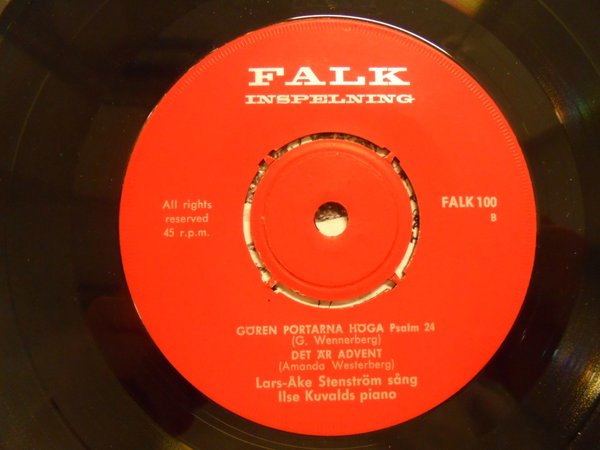 FALK
INSPELNING
All rights
reserved
45 r.p.m.
FALK 100
B
GÖREN PORTARNA HÖGA Psalm 24
(G. Wennerberg)
DET ÄR ADVENT
(Amanda Westerberg)
Lars-Åke Stenström sång
Ilse Kuvalds piano